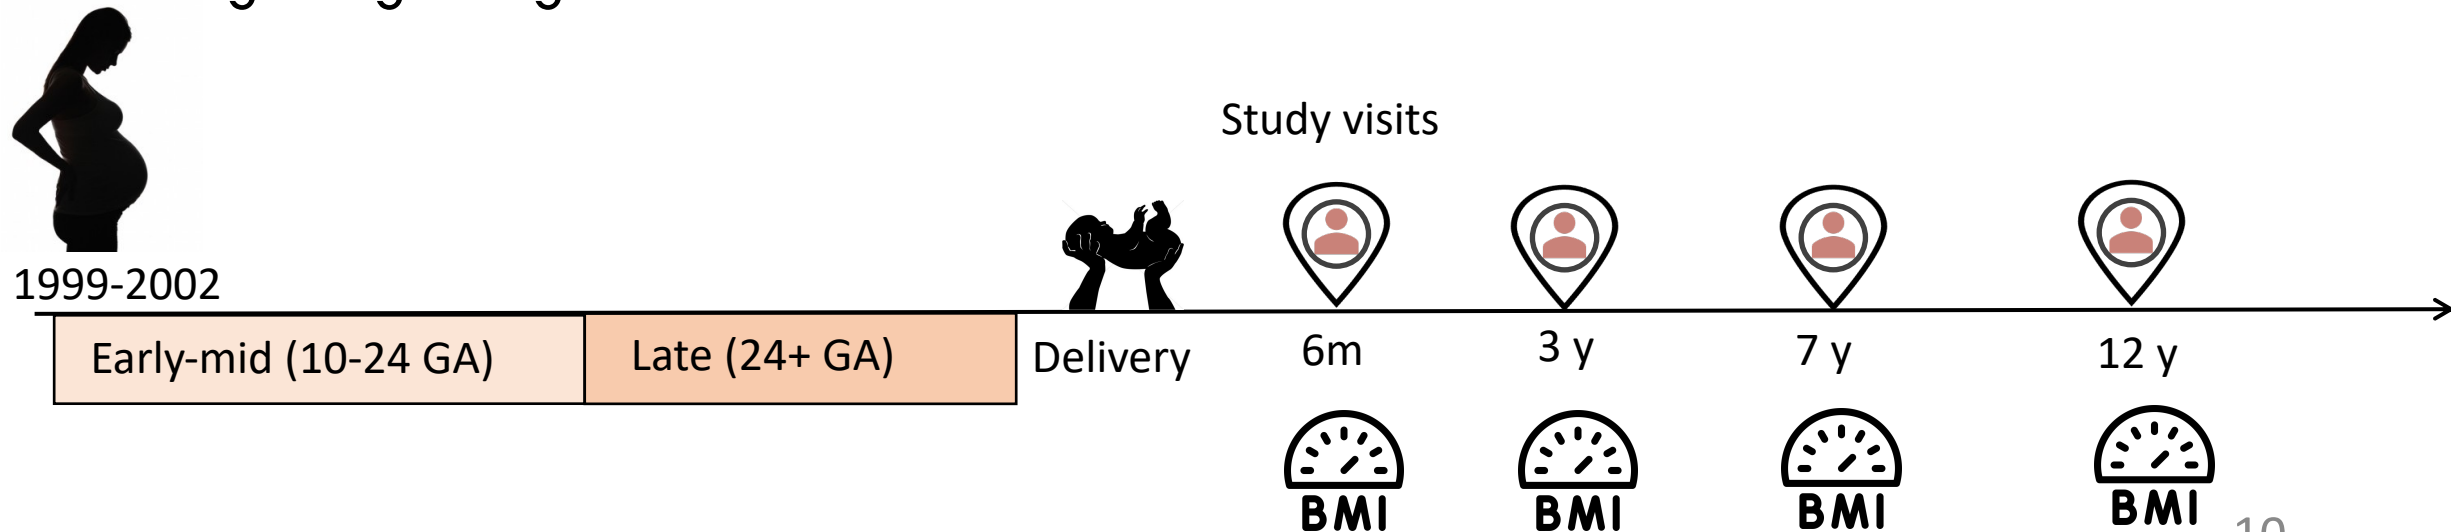 Study visits
1999-2002
Early-mid (10-24 GA)
Late (24+ GA)
Delivery
6m
3 y
7 y
12 y
BMI
BMI
BMI
BMI